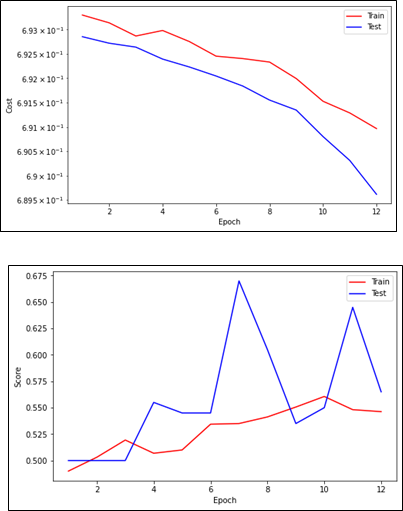 6.93 × 10⁻¹
6.925 × 10⁻¹
6.92 × 10⁻¹
6.915 × 10⁻¹
6.91 × 10⁻¹
6.905 × 10⁻¹
6.9 × 10⁻¹
6.895 × 10⁻¹
Cost
Train
Test
2 4 6 8 10 12
Epoch
0.675
0.650
0.625
0.600
0.575
0.550
0.525
0.500
Score
Train
Test
2 4 6 8 10 12
Epoch